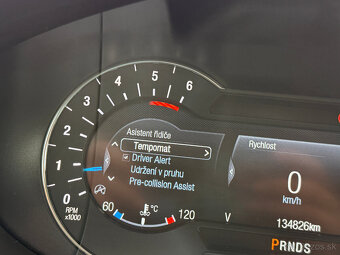 0
1
2
3
4
5
6
RPM
x1000
Asistent řidiče
Tempomat
Driver Alert
Udržení v pruhu
Pre-collision Assist
60
°C
120
Rychlost
0
km/h
V
134826km
PRNDS